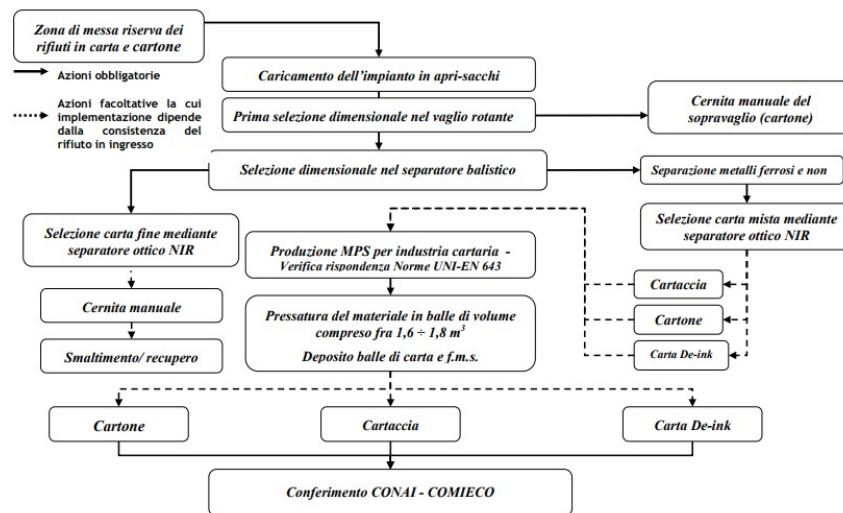 Zona di messa riserva dei
rifiuti in carta e cartone
Azioni obbligatorie
Azioni facoltative la cui
implementazione dipende
dalla consistenza del
rifiuto in ingresso
Caricamento dell'impianto in apri-sacchi
Prima selezione dimensionale nel vaglio rotante
Cernita manuale del
sopravaglio (cartone)
Selezione dimensionale nel separatore balistico
Separazione metalli ferrosi e non
Selezione carta fine mediante
separatore ottico NIR
Produzione MPS per industria cartaria -
Verifica rispondenza Norme UNI-EN 643
Selezione carta mista mediante
separatore ottico NIR
Cernita manuale
Pressatura del materiale in balle di volume
compreso fra 1,6 ÷ 1,8 m³
Deposito balle di carta e f.m.s.
Cartaccia
Cartone
Carta De-ink
Smaltimento/ recupero
Cartone
Cartaccia
Carta De-ink
Conferimento CONAI - COMIECO